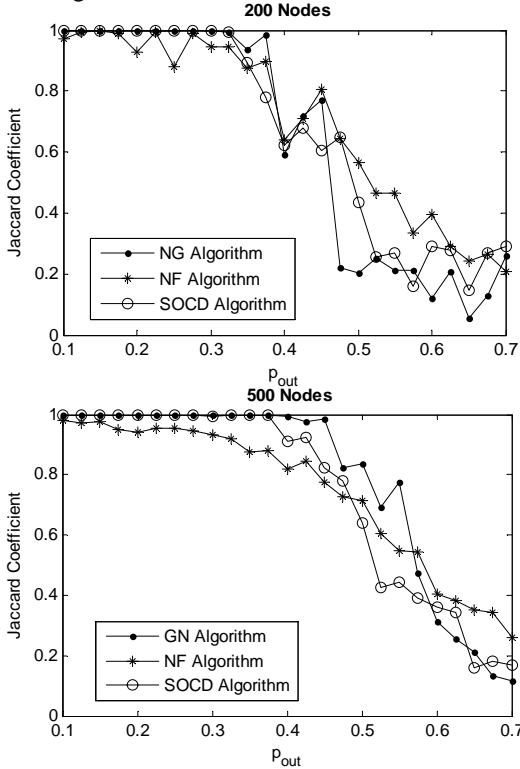 200 Nodes
1
0.8
0.6
0.4
0.2
0
Jaccard Coefficient
NG Algorithm
NF Algorithm
SOCD Algorithm
0.1 0.2 0.3 0.4 0.5 0.6 0.7
p_out
500 Nodes
1
0.8
0.6
0.4
0.2
0
Jaccard Coefficient
GN Algorithm
NF Algorithm
SOCD Algorithm
0.1 0.2 0.3 0.4 0.5 0.6 0.7
p_out